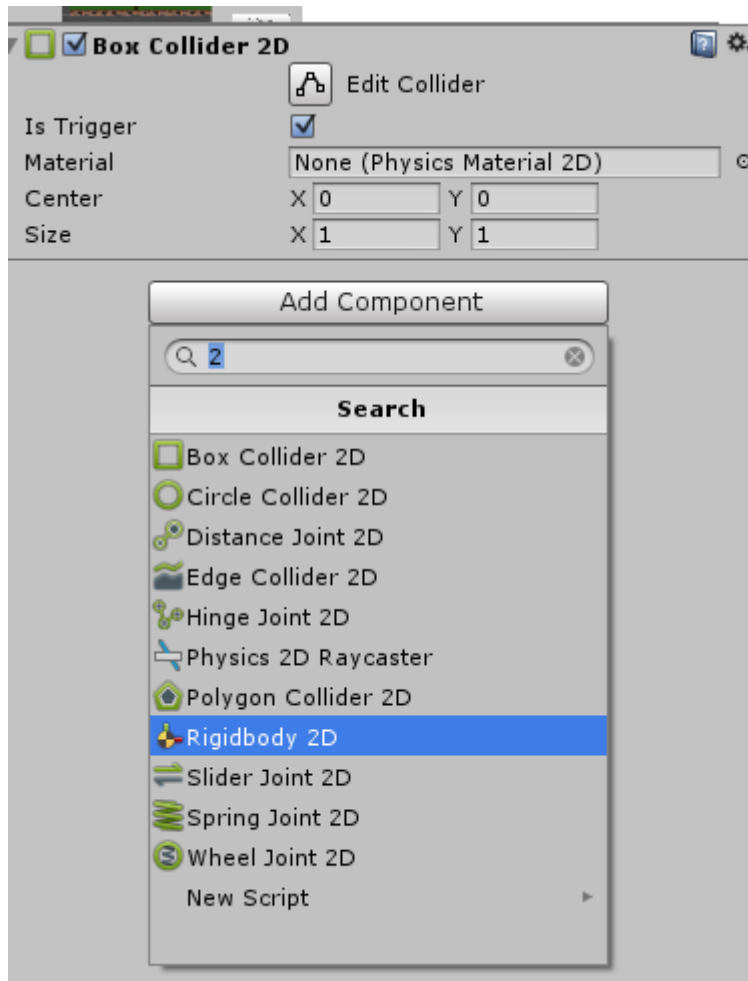 Box Collider 2D
Edit Collider
Is Trigger
Material None (Physics Material 2D)
Center X 0 Y 0
Size X 1 Y 1
Add Component
2
Search
Box Collider 2D
Circle Collider 2D
Distance Joint 2D
Edge Collider 2D
Hinge Joint 2D
Physics 2D Raycaster
Polygon Collider 2D
Rigidbody 2D
Slider Joint 2D
Spring Joint 2D
Wheel Joint 2D
New Script